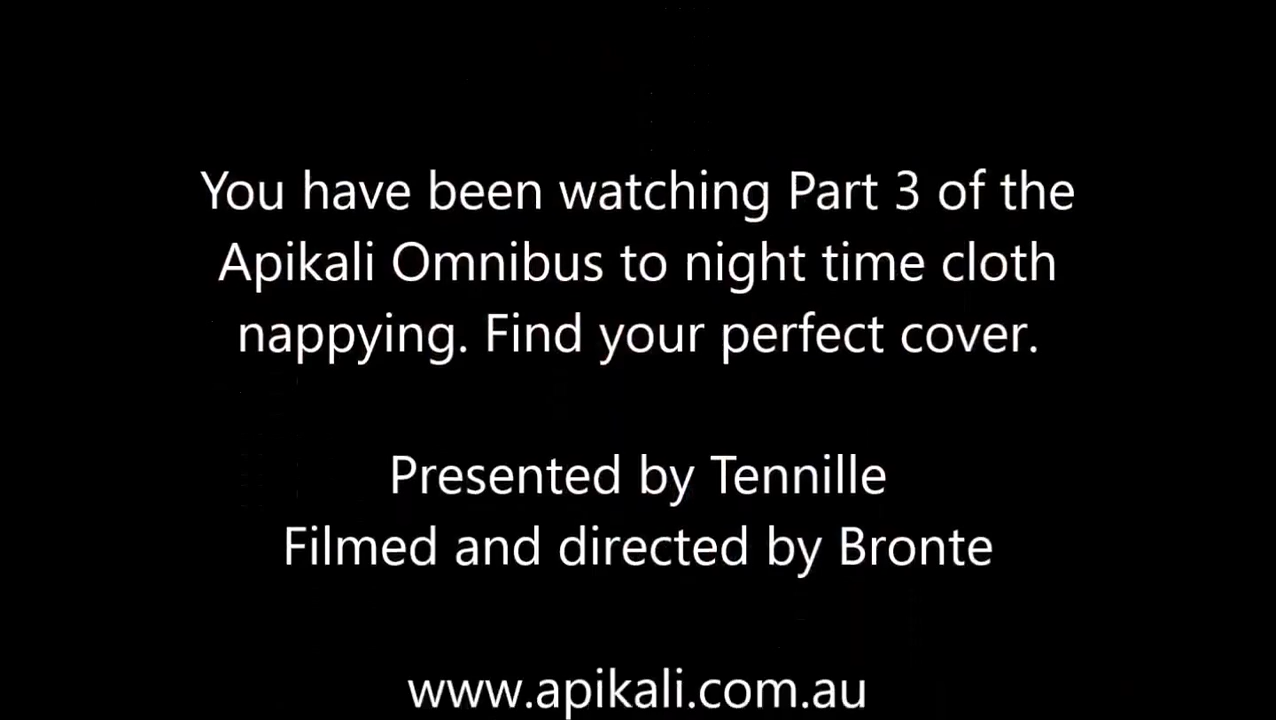 You have been watching Part 3 of the
Apikali Omnibus to night time cloth
nappying. Find your perfect cover.
Presented by Tennille
Filmed and directed by Bronte
www.apikali.com.au